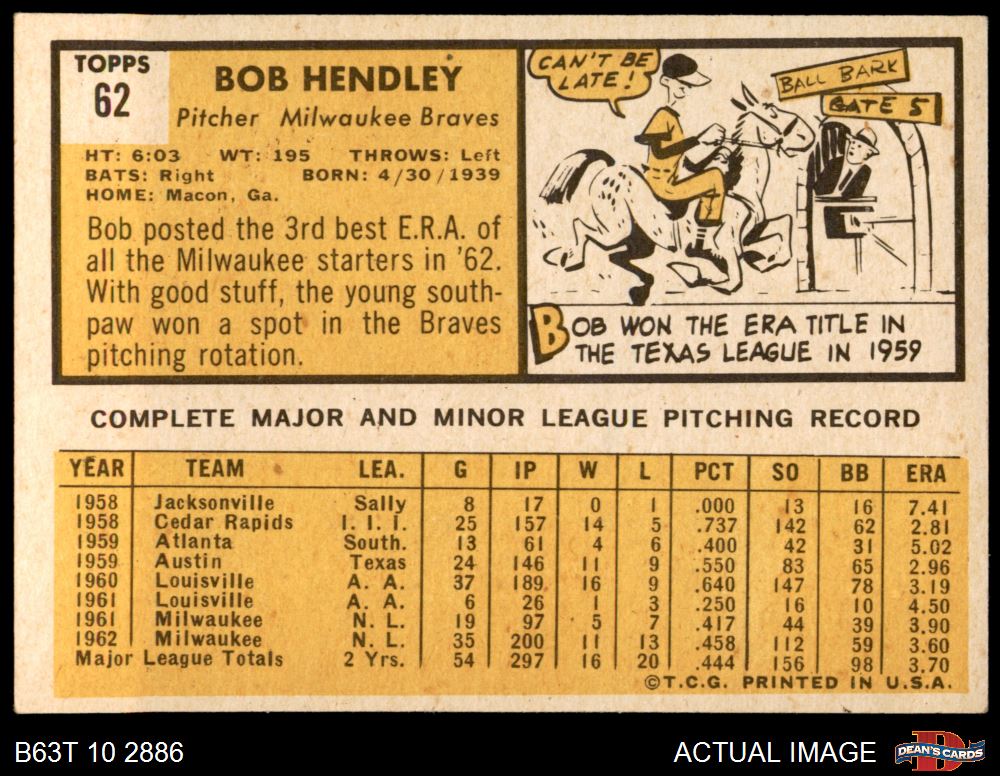 TOPPS
62
BOB HENDLEY
Pitcher Milwaukee Braves
HT: 6:03 WT: 195 THROWS: Left
BATS: Right BORN: 4/30/1939
HOME: Macon, Ga.
Bob posted the 3rd best E.R.A. of
all the Milwaukee starters in '62.
With good stuff, the young south-
paw won a spot in the Braves
pitching rotation.
CAN'T BE
LATE!
BALL BARK
GATE 5
BOB WON THE ERA TITLE IN
THE TEXAS LEAGUE IN 1959
COMPLETE MAJOR AND MINOR LEAGUE PITCHING RECORD
YEAR TEAM LEA. G IP W L PCT SO BB ERA
1958 Jacksonville Sally 8 17 0 1 .000 13 16 7.41
1958 Cedar Rapids I. I. I. 25 157 14 5 .737 142 62 2.81
1959 Atlanta South. 13 61 4 6 .400 42 31 5.02
1959 Austin Texas 24 146 11 9 .550 83 65 2.96
1960 Louisville A. A. 37 189 16 9 .640 147 78 3.19
1961 Louisville A. A. 6 26 1 3 .250 16 10 4.50
1961 Milwaukee N. L. 19 97 5 7 .417 44 39 3.90
1962 Milwaukee N. L. 35 200 11 13 .458 112 59 3.60
Major League Totals 2 Yrs. 54 297 16 20 .444 156 98 3.70
©T.C.G. PRINTED IN U.S.A.
B63T 10 2886
ACTUAL IMAGE
DEAN'S CARDS